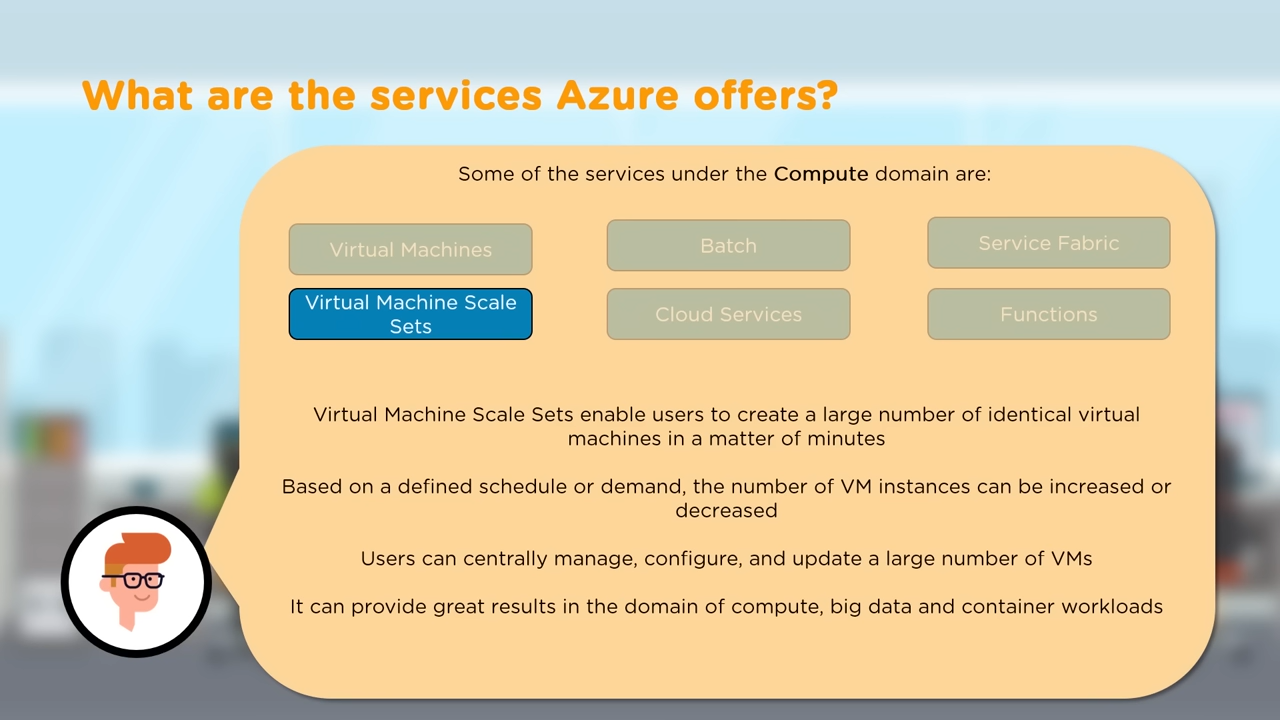 What are the services Azure offers?
Some of the services under the Compute domain are:
Virtual Machines
Batch
Service Fabric
Virtual Machine Scale
Sets
Cloud Services
Functions
Virtual Machine Scale Sets enable users to create a large number of identical virtual
machines in a matter of minutes
Based on a defined schedule or demand, the number of VM instances can be increased or
decreased
Users can centrally manage, configure, and update a large number of VMs
It can provide great results in the domain of compute, big data and container workloads